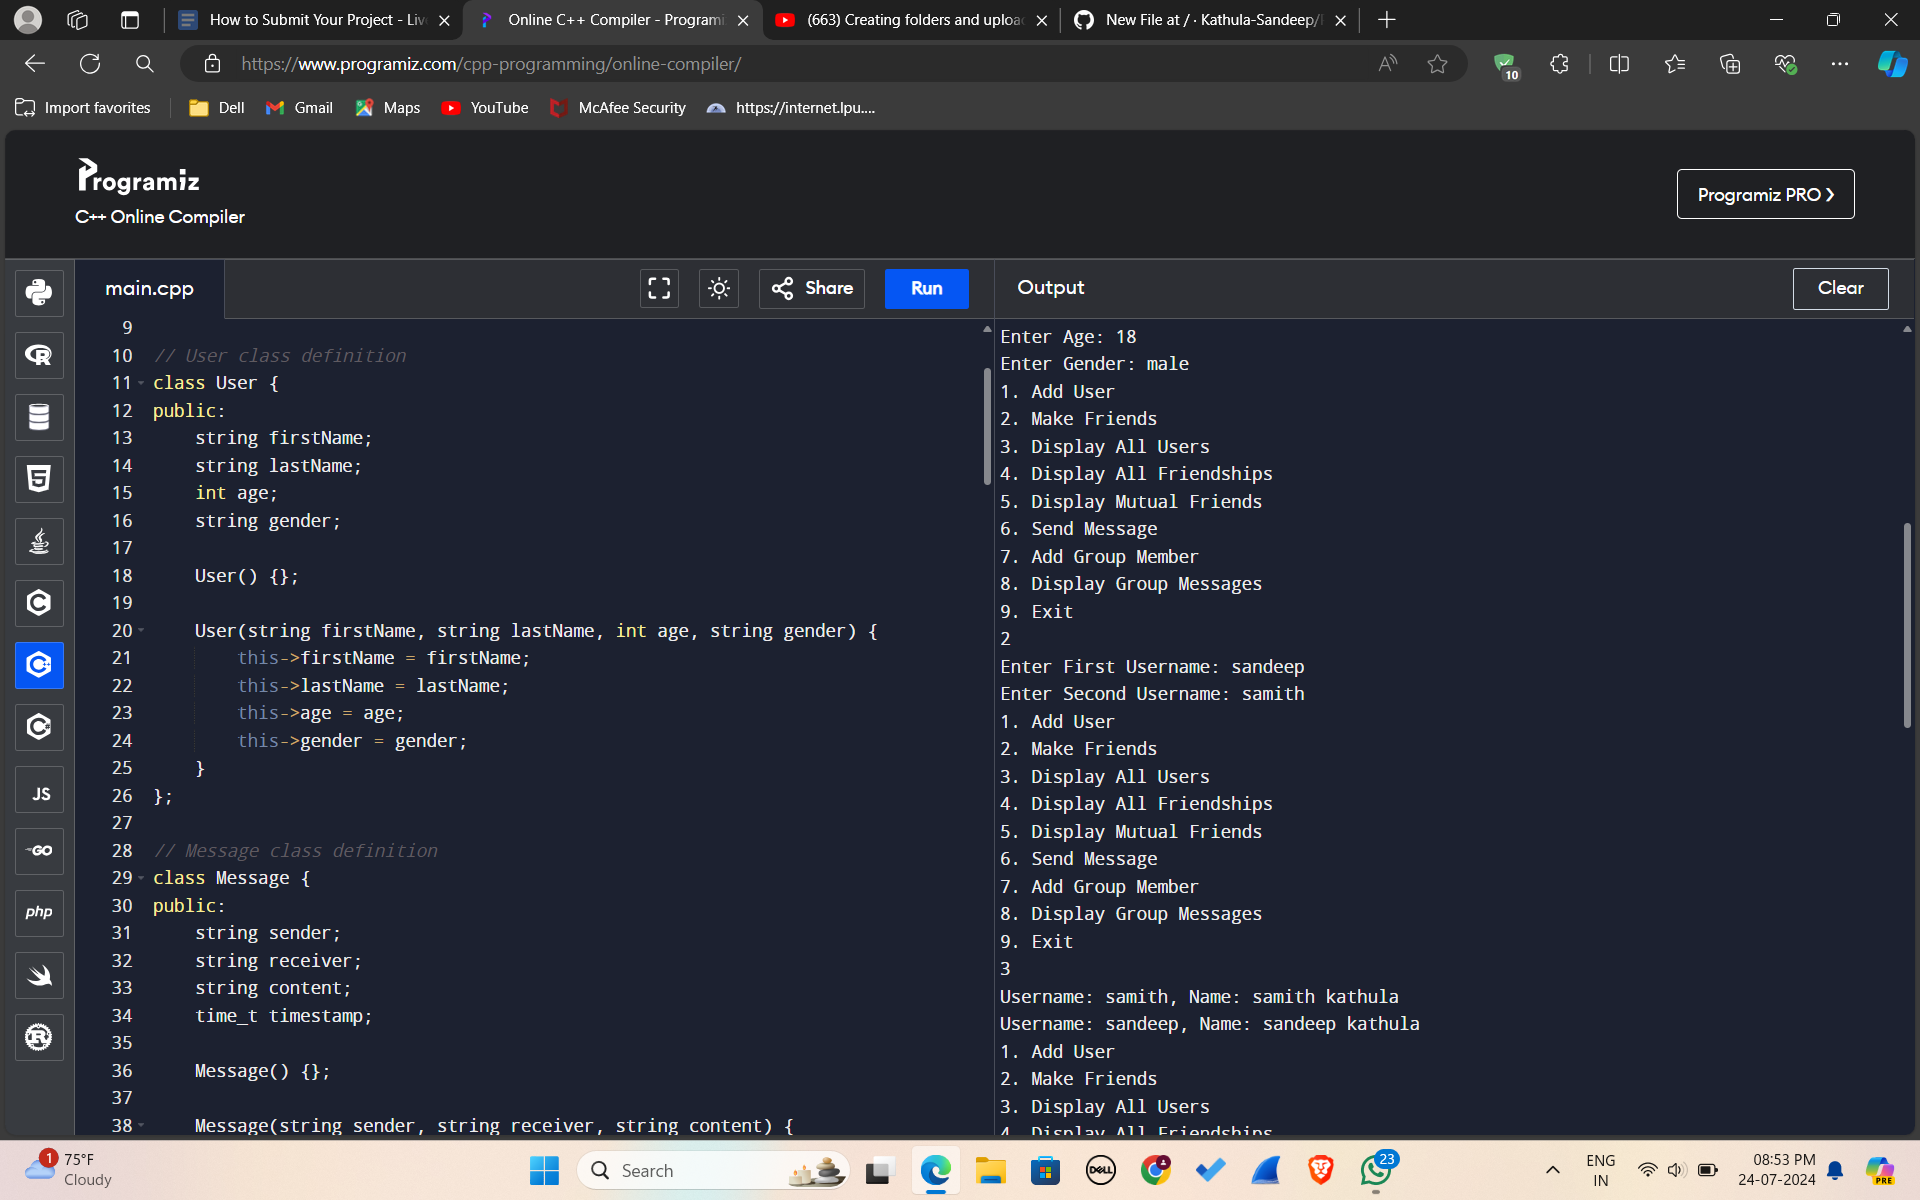 How to Submit Your Project - Liv
Online C++ Compiler - Programi
(663) Creating folders and uploa
New File at / · Kathula-Sandeep/
https://www.programiz.com/cpp-programming/online-compiler/
10
Import favorites
Dell
Gmail
Maps
YouTube
McAfee Security
https://internet.lpu....
Programiz
C++ Online Compiler
Programiz PRO ❯
main.cpp
Share
Run
Output
Clear
9
10 // User class definition
11 class User {
12 public:
13 string firstName;
14 string lastName;
15 int age;
16 string gender;
17
18 User() {};
19
20 User(string firstName, string lastName, int age, string gender) {
21 this->firstName = firstName;
22 this->lastName = lastName;
23 this->age = age;
24 this->gender = gender;
25 }
26 };
27
28 // Message class definition
29 class Message {
30 public:
31 string sender;
32 string receiver;
33 string content;
34 time_t timestamp;
35
36 Message() {};
37
38 Message(string sender, string receiver, string content) {
Enter Age: 18
Enter Gender: male
1. Add User
2. Make Friends
3. Display All Users
4. Display All Friendships
5. Display Mutual Friends
6. Send Message
7. Add Group Member
8. Display Group Messages
9. Exit
2
Enter First Username: sandeep
Enter Second Username: samith
1. Add User
2. Make Friends
3. Display All Users
4. Display All Friendships
5. Display Mutual Friends
6. Send Message
7. Add Group Member
8. Display Group Messages
9. Exit
3
Username: samith, Name: samith kathula
Username: sandeep, Name: sandeep kathula
1. Add User
2. Make Friends
3. Display All Users
4. Display All Friendships
JS
GO
php
1
75°F
Cloudy
Search
DELL
23
ENG
IN
08:53 PM
24-07-2024
PRE